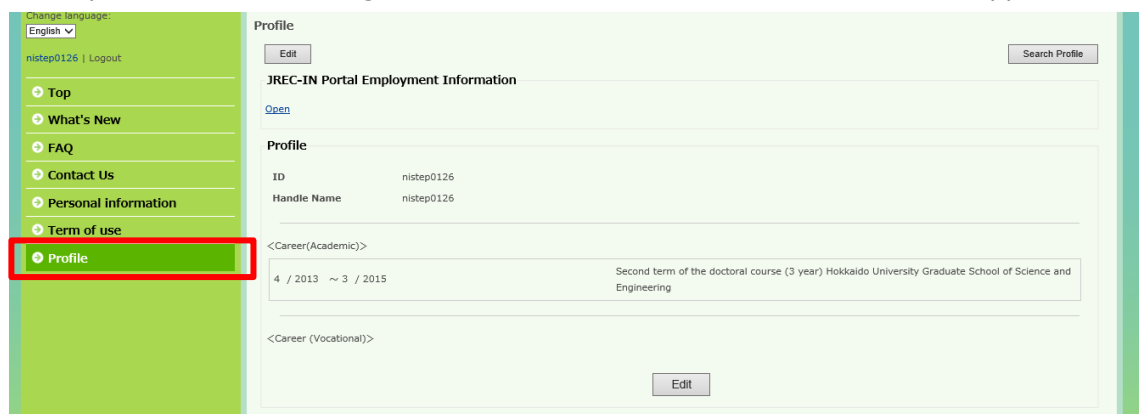 Change language:
English
nistep0126 | Logout
Top
What's New
FAQ
Contact Us
Personal information
Term of use
Profile
Profile
Edit
Search Profile
JREC-IN Portal Employment Information
Open
Profile
ID nistep0126
Handle Name nistep0126
<Career(Academic)>
4 / 2013 ～ 3 / 2015
Second term of the doctoral course (3 year) Hokkaido University Graduate School of Science and
Engineering
<Career (Vocational)>
Edit